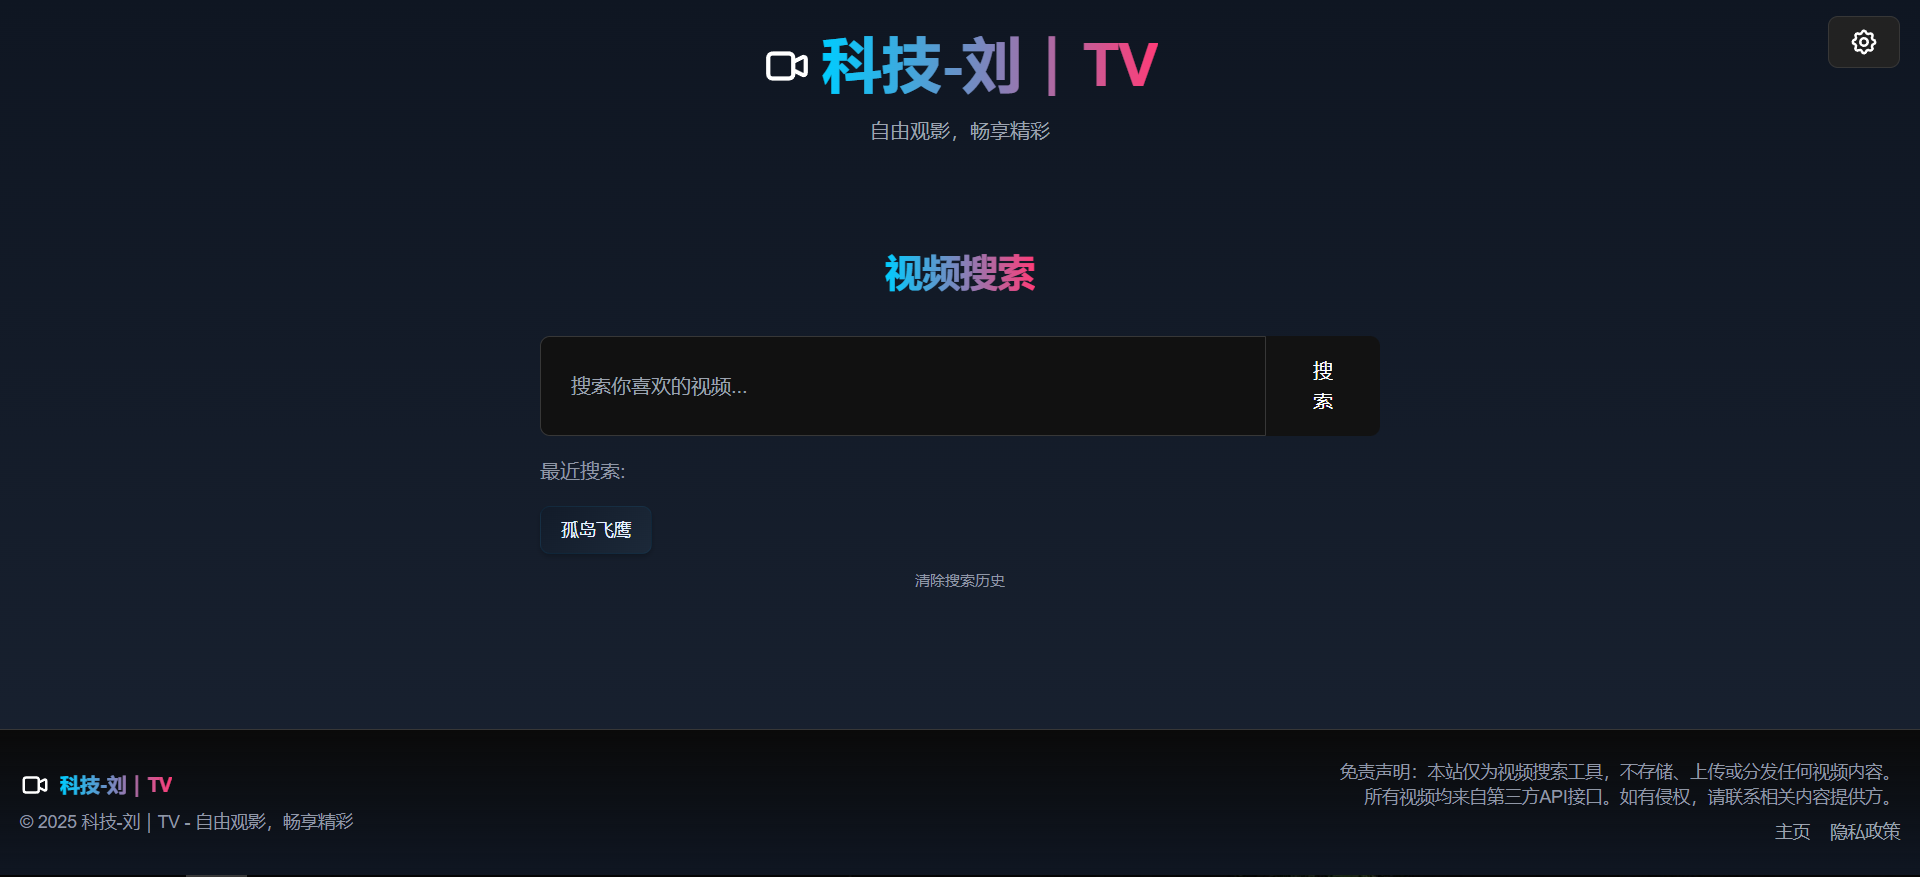 科技-刘 | TV
自由观影，畅享精彩
视频搜索
搜索你喜欢的视频...
搜
索
最近搜索:
孤岛飞鹰
清除搜索历史
科技-刘 | TV
© 2025 科技-刘 | TV - 自由观影，畅享精彩
免责声明：本站仅为视频搜索工具，不存储、上传或分发任何视频内容。
所有视频均来自第三方API接口。如有侵权，请联系相关内容提供方。
主页 隐私政策